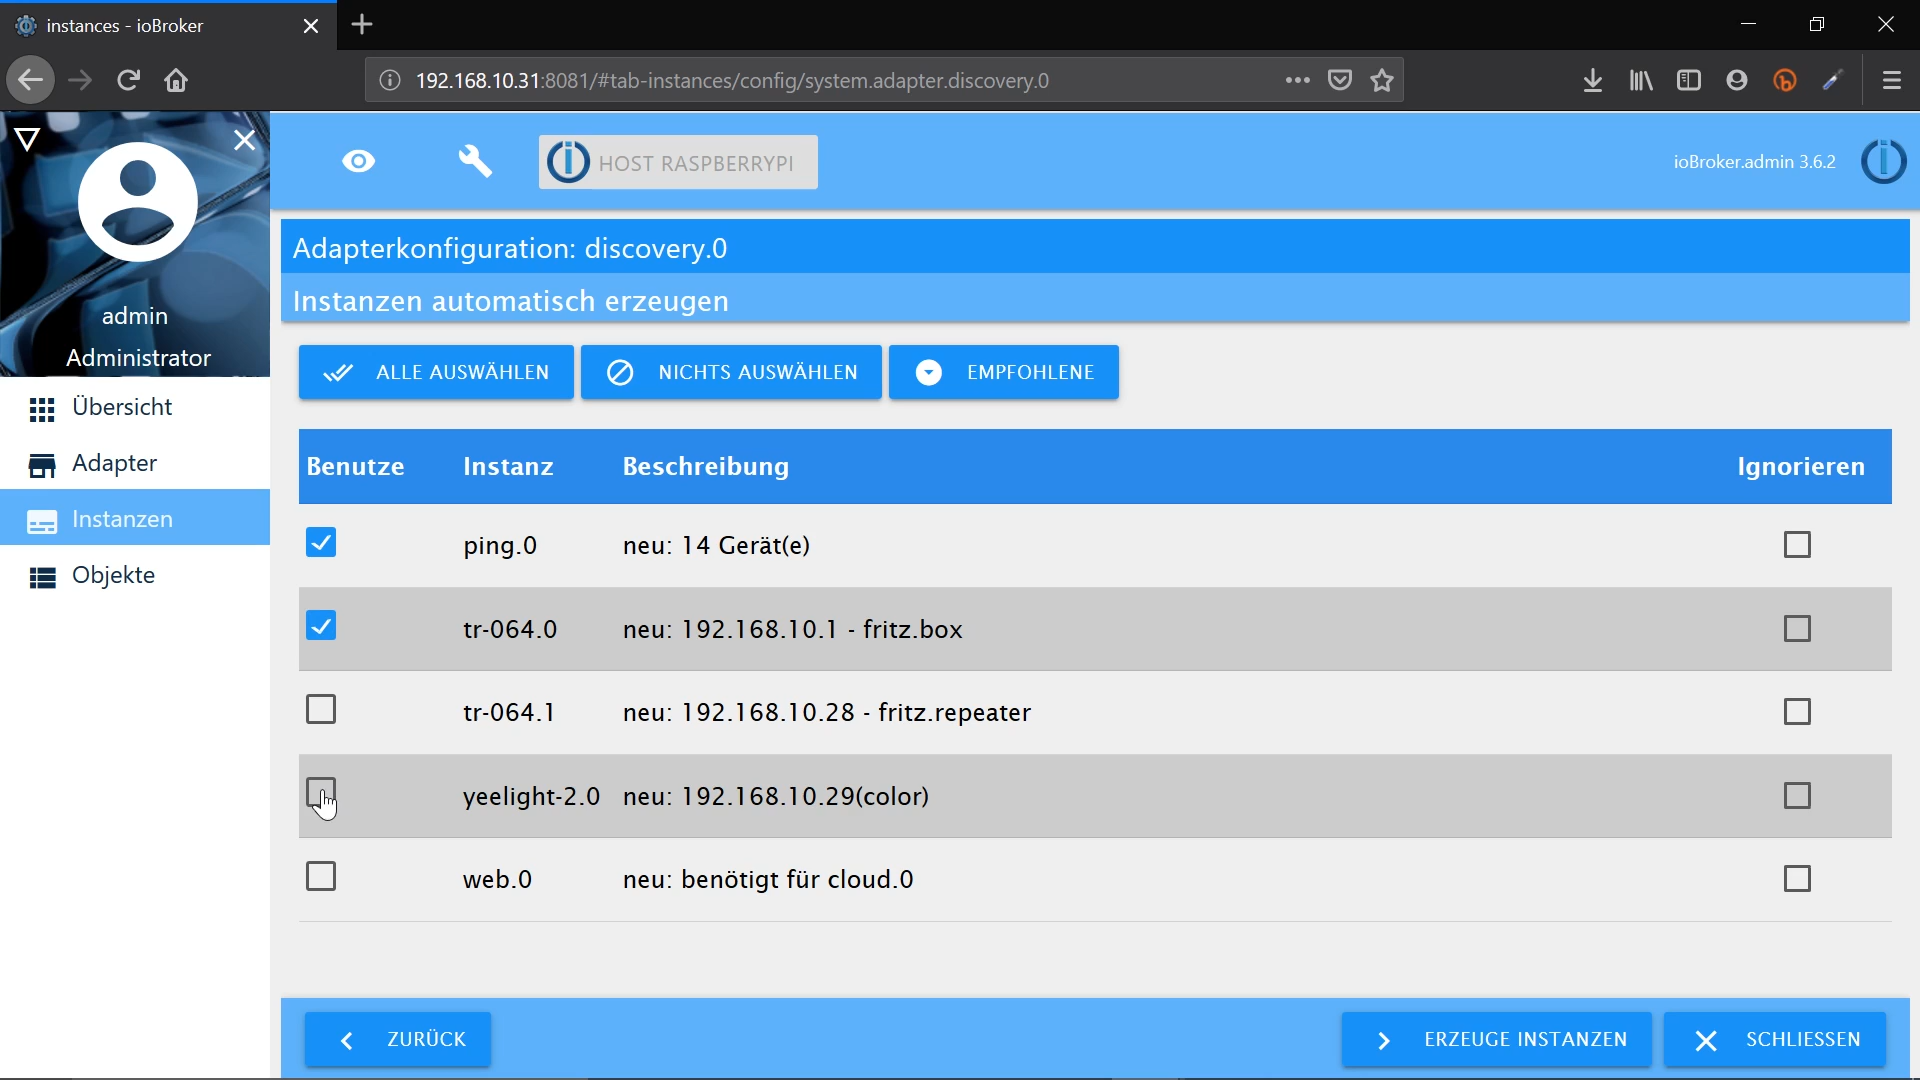 instances - ioBroker
192.168.10.31:8081/#tab-instances/config/system.adapter.discovery.0
HOST RASPBERRYPI
ioBroker.admin 3.6.2
admin
Administrator
Übersicht
Adapter
Instanzen
Objekte
Adapterkonfiguration: discovery.0
Instanzen automatisch erzeugen
ALLE AUSWÄHLEN NICHTS AUSWÄHLEN EMPFOHLENE
Benutze Instanz Beschreibung Ignorieren
ping.0 neu: 14 Gerät(e)
tr-064.0 neu: 192.168.10.1 - fritz.box
tr-064.1 neu: 192.168.10.28 - fritz.repeater
yeelight-2.0 neu: 192.168.10.29(color)
web.0 neu: benötigt für cloud.0
ZURÜCK ERZEUGE INSTANZEN SCHLIESSEN